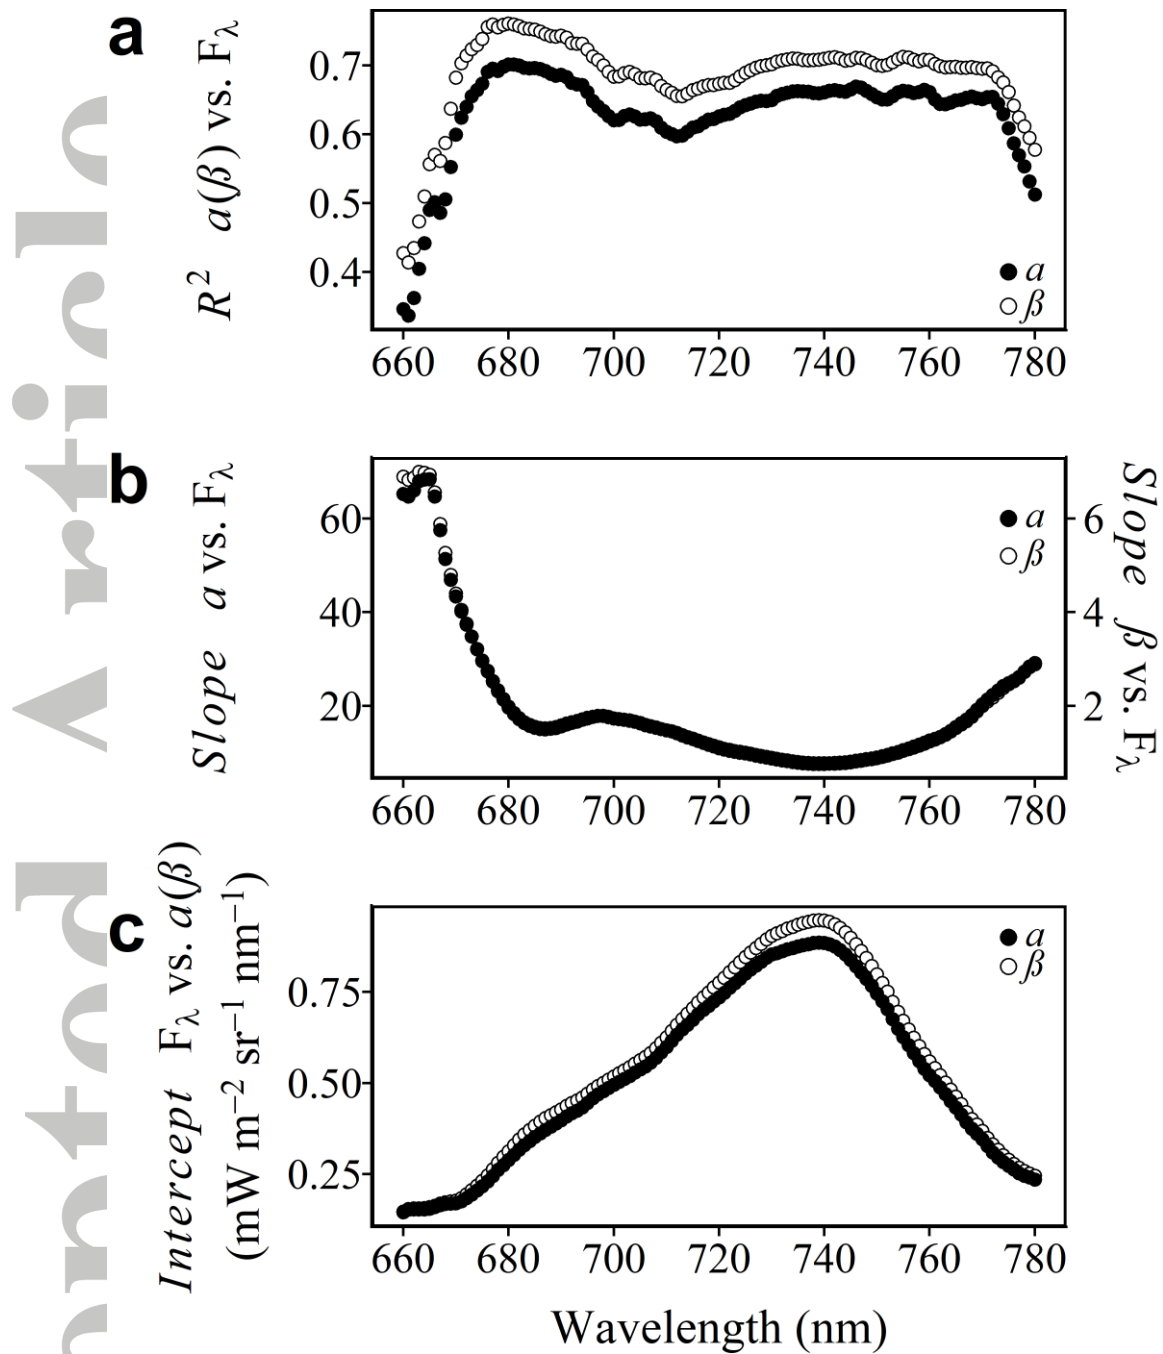 a
R² a(β) vs. Fλ
0.7
0.6
0.5
0.4
a
β
660 680 700 720 740 760 780
b
Slope a vs. Fλ
60
40
20
a
β
6
4
2
Slope β vs. Fλ
660 680 700 720 740 760 780
c
Intercept Fλ vs. a(β)
(mW m⁻² sr⁻¹ nm⁻¹)
0.75
0.50
0.25
a
β
660 680 700 720 740 760 780
Wavelength (nm)